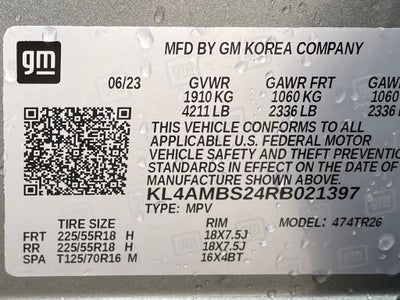 gm
MFD BY GM KOREA COMPANY
06/23 GVWR GAWR FRT GAWR
1910 KG 1060 KG 1060
4211 LB 2336 LB 2336
THIS VEHICLE CONFORMS TO ALL
APPLICABLE U.S. FEDERAL MOTOR
VEHICLE SAFETY AND THEFT PREVENTION
STANDARDS IN EFFECT ON THE DATE OF
MANUFACTURE SHOWN ABOVE.
KL4AMBS24RB021397
TYPE: MPV
TIRE SIZE RIM MODEL: 474TR26
FRT 225/55R18 H 18X7.5J
RR 225/55R18 H 18X7.5J
SPA T125/70R16 M 16X4BT